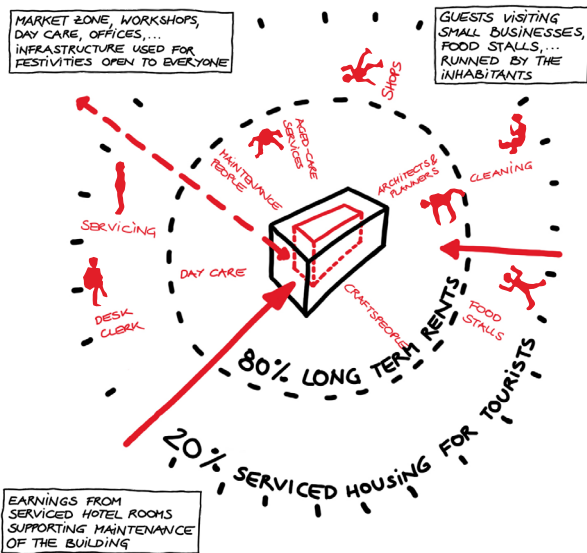 MARKET ZONE, WORKSHOPS,
DAY CARE, OFFICES,...
INFRASTRUCTURE USED FOR
FESTIVITIES OPEN TO EVERYONE
GUESTS VISITING
SMALL BUSINESSES,
FOOD STALLS,...
RUNNED BY THE
INHABITANTS
SHOPS
AGED-CARE
SERVICES
MAINTENANCE
PEOPLE
ARCHITECTS &
PLANNERS
CLEANING
SERVICING
DAY CARE
DESK
CLERK
CRAFTSPEOPLE
FOOD
STALLS
80% LONG TERM RENTS
20% SERVICED HOUSING FOR TOURISTS
EARNINGS FROM
SERVICED HOTEL ROOMS
SUPPORTING MAINTENANCE
OF THE BUILDING